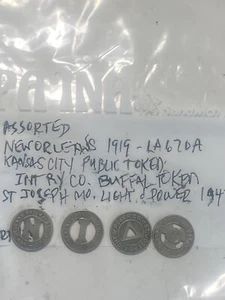 ASSORTED
NEW ORLEANS 1919 - LA670A
KANSAS CITY PUBLIC TOKEN
INT RY CO. BUFFAL TOKEN
ST JOSEPH MO. LIGHT & POWER 194
N I A